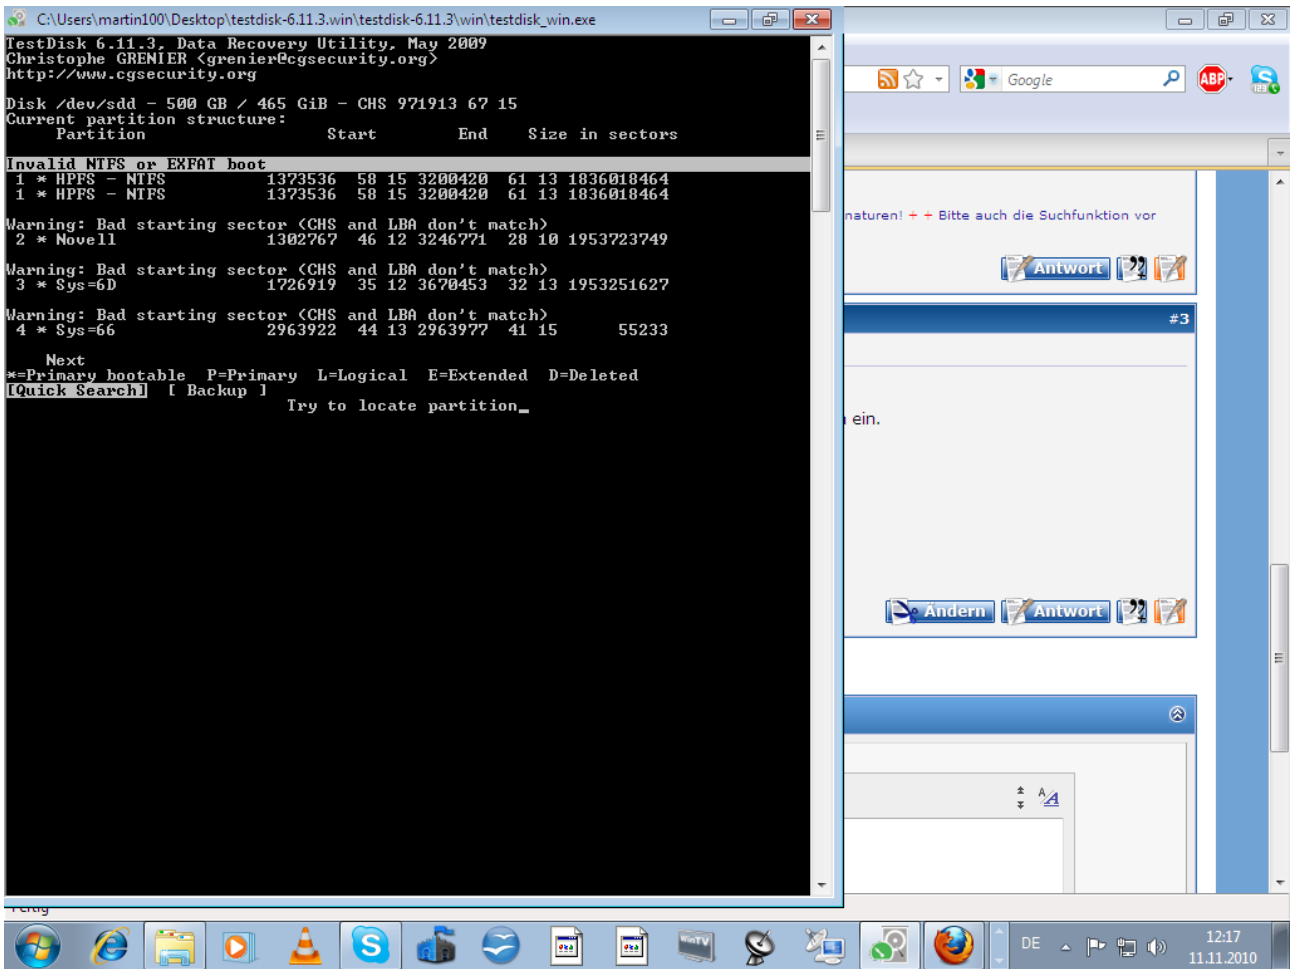 C:\Users\martin100\Desktop\testdisk-6.11.3.win\testdisk-6.11.3\win\testdisk_win.exe
TestDisk 6.11.3, Data Recovery Utility, May 2009
Christophe GRENIER <grenier@cgsecurity.org>
http://www.cgsecurity.org
Disk /dev/sdd - 500 GB / 465 GiB - CHS 971913 67 15
Current partition structure:
Partition Start End Size in sectors
Invalid NTFS or EXFAT boot
1 * HPFS - NTFS 1373536 58 15 3200420 61 13 1836018464
1 * HPFS - NTFS 1373536 58 15 3200420 61 13 1836018464
Warning: Bad starting sector (CHS and LBA don't match)
2 * Novell 1302767 46 12 3246771 28 10 1953723749
Warning: Bad starting sector (CHS and LBA don't match)
3 * Sys=6D 1726919 35 12 3670453 32 13 1953251627
Warning: Bad starting sector (CHS and LBA don't match)
4 * Sys=66 2963922 44 13 2963977 41 15 55233
Next
*=Primary bootable P=Primary L=Logical E=Extended D=Deleted
[Quick Search] [ Backup ]
Try to locate partition_
Google
ABP
naturen! + + Bitte auch die Suchfunktion vor
Antwort
#3
ein.
Ändern Antwort
WinTV
DE
12:17
11.11.2010